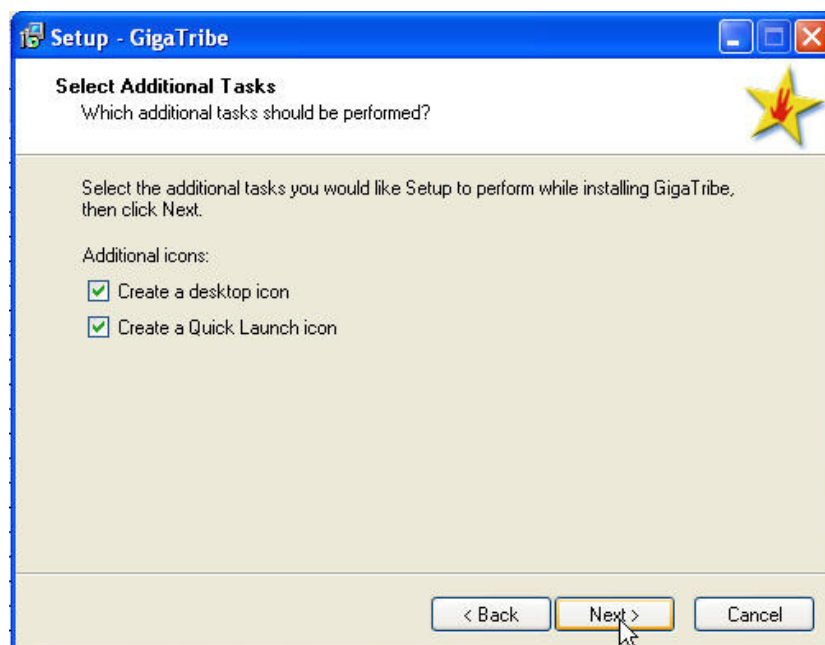 Setup - GigaTribe
Select Additional Tasks
Which additional tasks should be performed?
Select the additional tasks you would like Setup to perform while installing GigaTribe,
then click Next.
Additional icons:
Create a desktop icon
Create a Quick Launch icon
< Back
Next >
Cancel